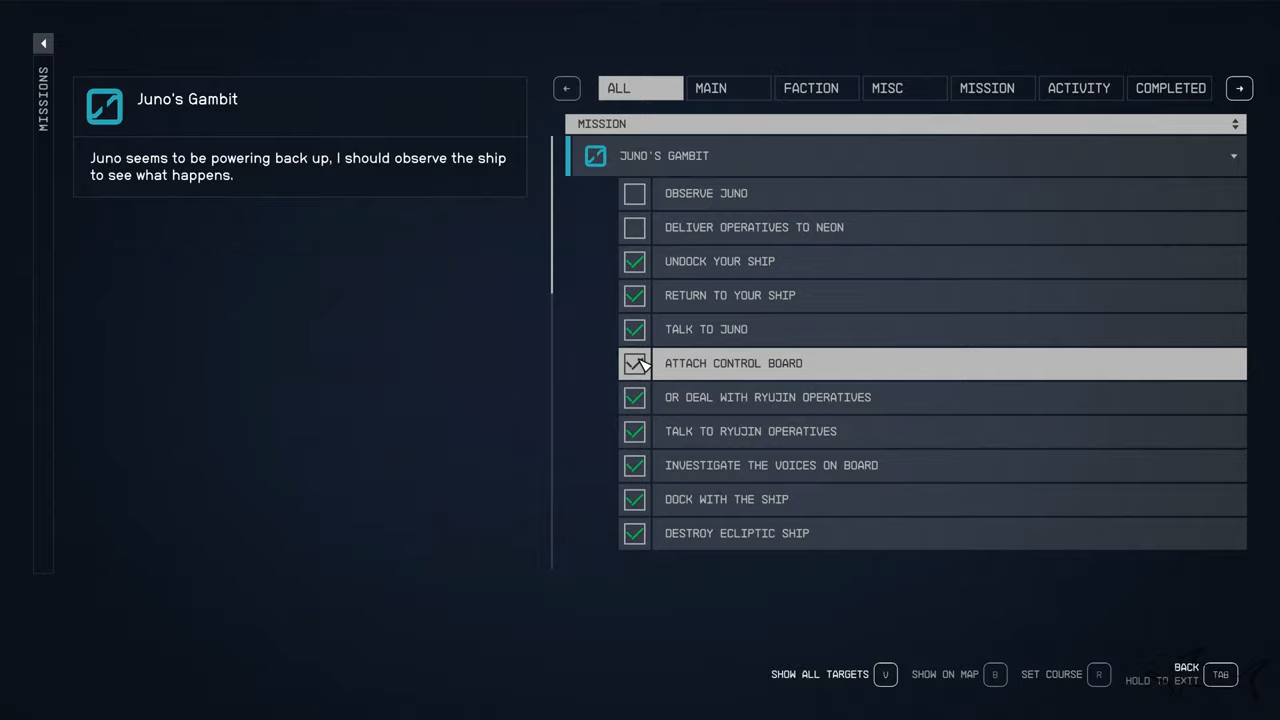 MISSIONS
Juno's Gambit
Juno seems to be powering back up, I should observe the ship
to see what happens.
ALL MAIN FACTION MISC MISSION ACTIVITY COMPLETED
MISSION
JUNO'S GAMBIT
OBSERVE JUNO
DELIVER OPERATIVES TO NEON
UNDOCK YOUR SHIP
RETURN TO YOUR SHIP
TALK TO JUNO
ATTACH CONTROL BOARD
OR DEAL WITH RYUJIN OPERATIVES
TALK TO RYUJIN OPERATIVES
INVESTIGATE THE VOICES ON BOARD
DOCK WITH THE SHIP
DESTROY ECLIPTIC SHIP
SHOW ALL TARGETS V SHOW ON MAP B SET COURSE R BACK
HOLD TO EXIT TAB